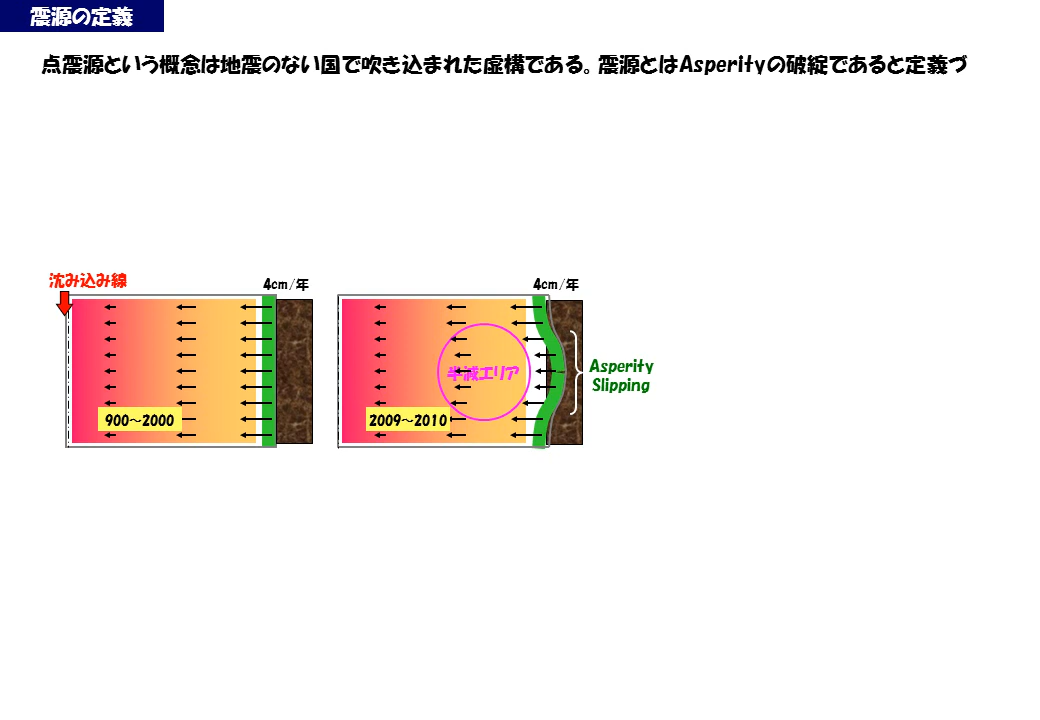 震源の定義
点震源という概念は地震のない国で吹き込まれた虚構である。震源とはAsperityの破綻であると定義づ
沈み込み線
4cm/年
4cm/年
半減エリア
Asperity
Slipping
900〜2000
2009〜2010